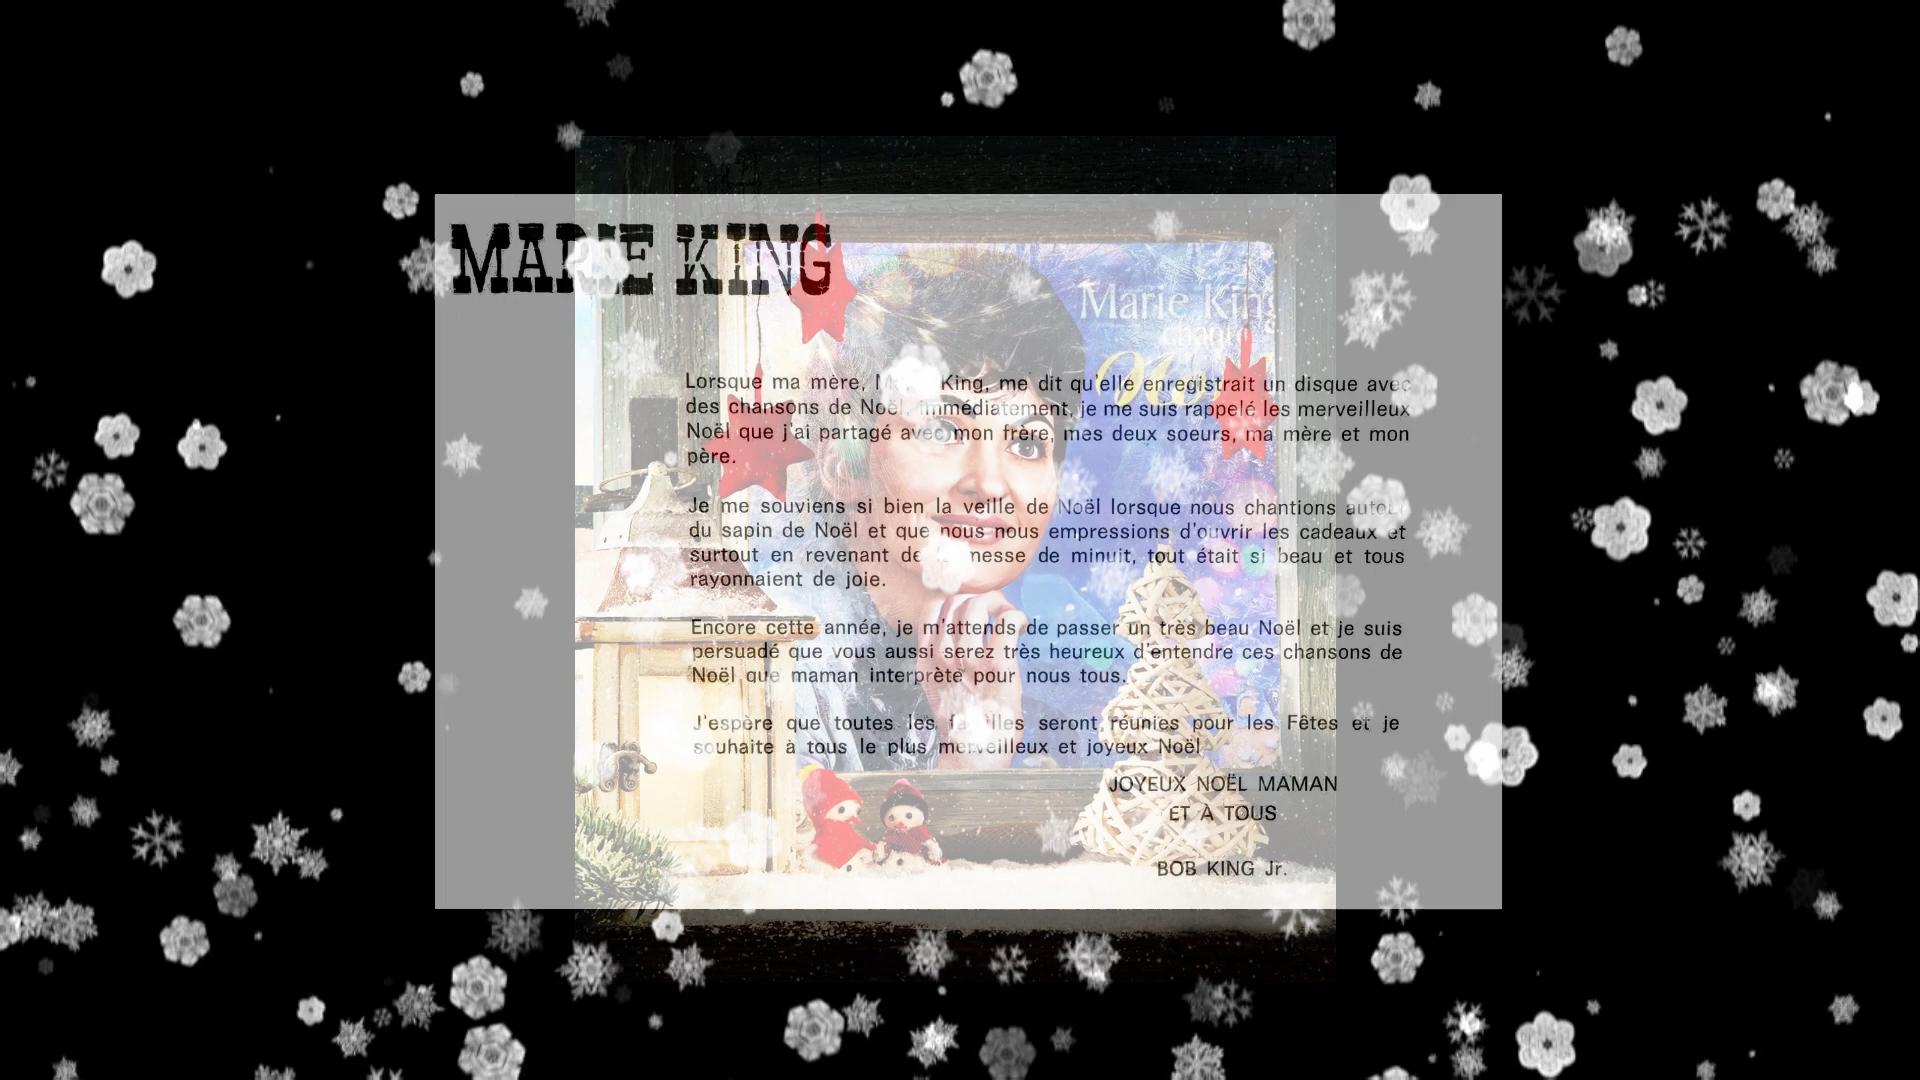 MARIE KING
Marie King
chante
Lorsque ma mère, King, me dit qu'elle enregistrait un disque avec
des chansons de Noël, immédiatement, je me suis rappelé les merveilleux
Noël que j'ai partagé avec mon frère, mes deux soeurs, ma mère et mon
père.
Je me souviens si bien la veille de Noël lorsque nous chantions autour
du sapin de Noël et que nous nous empressions d'ouvrir les cadeaux et
surtout en revenant de la messe de minuit, tout était si beau et tous
rayonnaient de joie.
Encore cette année, je m'attends de passer un très beau Noël et je suis
persuadé que vous aussi serez très heureux d'entendre ces chansons de
Noël que maman interprète pour nous tous.
J'espère que toutes les familles seront réunies pour les Fêtes et je
souhaite à tous le plus merveilleux et joyeux Noël
JOYEUX NOËL MAMAN
ET À TOUS
BOB KING Jr.